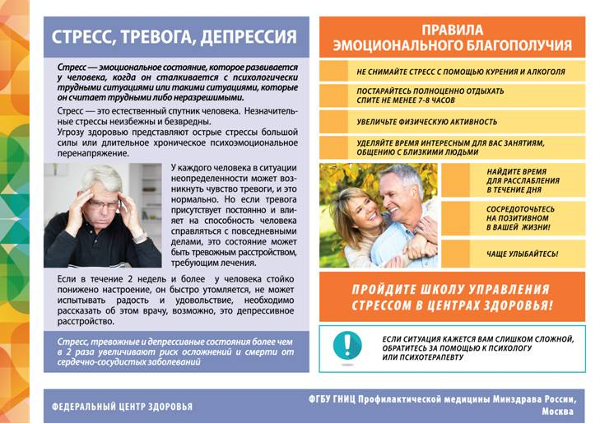 СТРЕСС, ТРЕВОГА, ДЕПРЕССИЯ
Стресс — эмоциональное состояние, которое развивается
у человека, когда он сталкивается с психологически
трудными ситуациями или такими ситуациями, которые
он считает трудными либо неразрешимыми.
Стресс — это естественный спутник человека. Незначитель-
ные стрессы неизбежны и безвредны.
Угрозу здоровью представляют острые стрессы большой
силы или длительное хроническое психоэмоциональное
перенапряжение.
У каждого человека в ситуации
неопределенности может воз-
никнуть чувство тревоги, и это
нормально. Но если тревога
присутствует постоянно и вли-
яет на способность человека
справляться с повседневными
делами, это состояние может
быть тревожным расстройством,
требующим лечения.
Если в течение 2 недель и более у человека стойко
понижено настроение, он быстро утомляется, не может
испытывать радость и удовольствие, необходимо
рассказать об этом врачу, возможно, это депрессивное
расстройство.
Стресс, тревожные и депрессивные состояния более чем
в 2 раза увеличивают риск осложнений и смерти от
сердечно-сосудистых заболеваний
ПРАВИЛА
ЭМОЦИОНАЛЬНОГО БЛАГОПОЛУЧИЯ
НЕ СНИМАЙТЕ СТРЕСС С ПОМОЩЬЮ КУРЕНИЯ И АЛКОГОЛЯ
ПОСТАРАЙТЕСЬ ПОЛНОЦЕННО ОТДЫХАТЬ
СПИТЕ НЕ МЕНЕЕ 7-8 ЧАСОВ
УВЕЛИЧЬТЕ ФИЗИЧЕСКУЮ АКТИВНОСТЬ
УДЕЛЯЙТЕ ВРЕМЯ ИНТЕРЕСНЫМ ДЛЯ ВАС ЗАНЯТИЯМ,
ОБЩЕНИЮ С БЛИЗКИМИ ЛЮДЬМИ
НАЙДИТЕ ВРЕМЯ
ДЛЯ РАССЛАБЛЕНИЯ
В ТЕЧЕНИЕ ДНЯ
СОСРЕДОТОЧЬТЕСЬ
НА ПОЗИТИВНОМ
В ВАШЕЙ ЖИЗНИ!
ЧАЩЕ УЛЫБАЙТЕСЬ!
ПРОЙДИТЕ ШКОЛУ УПРАВЛЕНИЯ
СТРЕССОМ В ЦЕНТРАХ ЗДОРОВЬЯ!
ЕСЛИ СИТУАЦИЯ КАЖЕТСЯ ВАМ СЛИШКОМ СЛОЖНОЙ,
ОБРАТИТЕСЬ ЗА ПОМОЩЬЮ К ПСИХОЛОГУ
ИЛИ ПСИХОТЕРАПЕВТУ
ФЕДЕРАЛЬНЫЙ ЦЕНТР ЗДОРОВЬЯ
ФГБУ ГНИЦ Профилактической медицины Минздрава России,
Москва